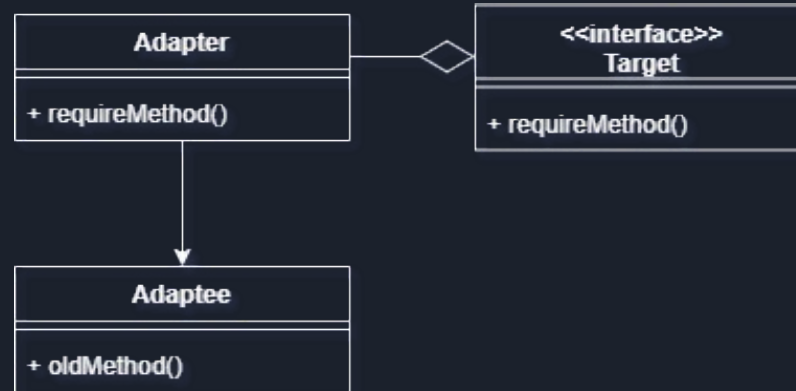 Adapter
+ requireMethod()
<<interface>>
Target
+ requireMethod()
Adaptee
+ oldMethod()